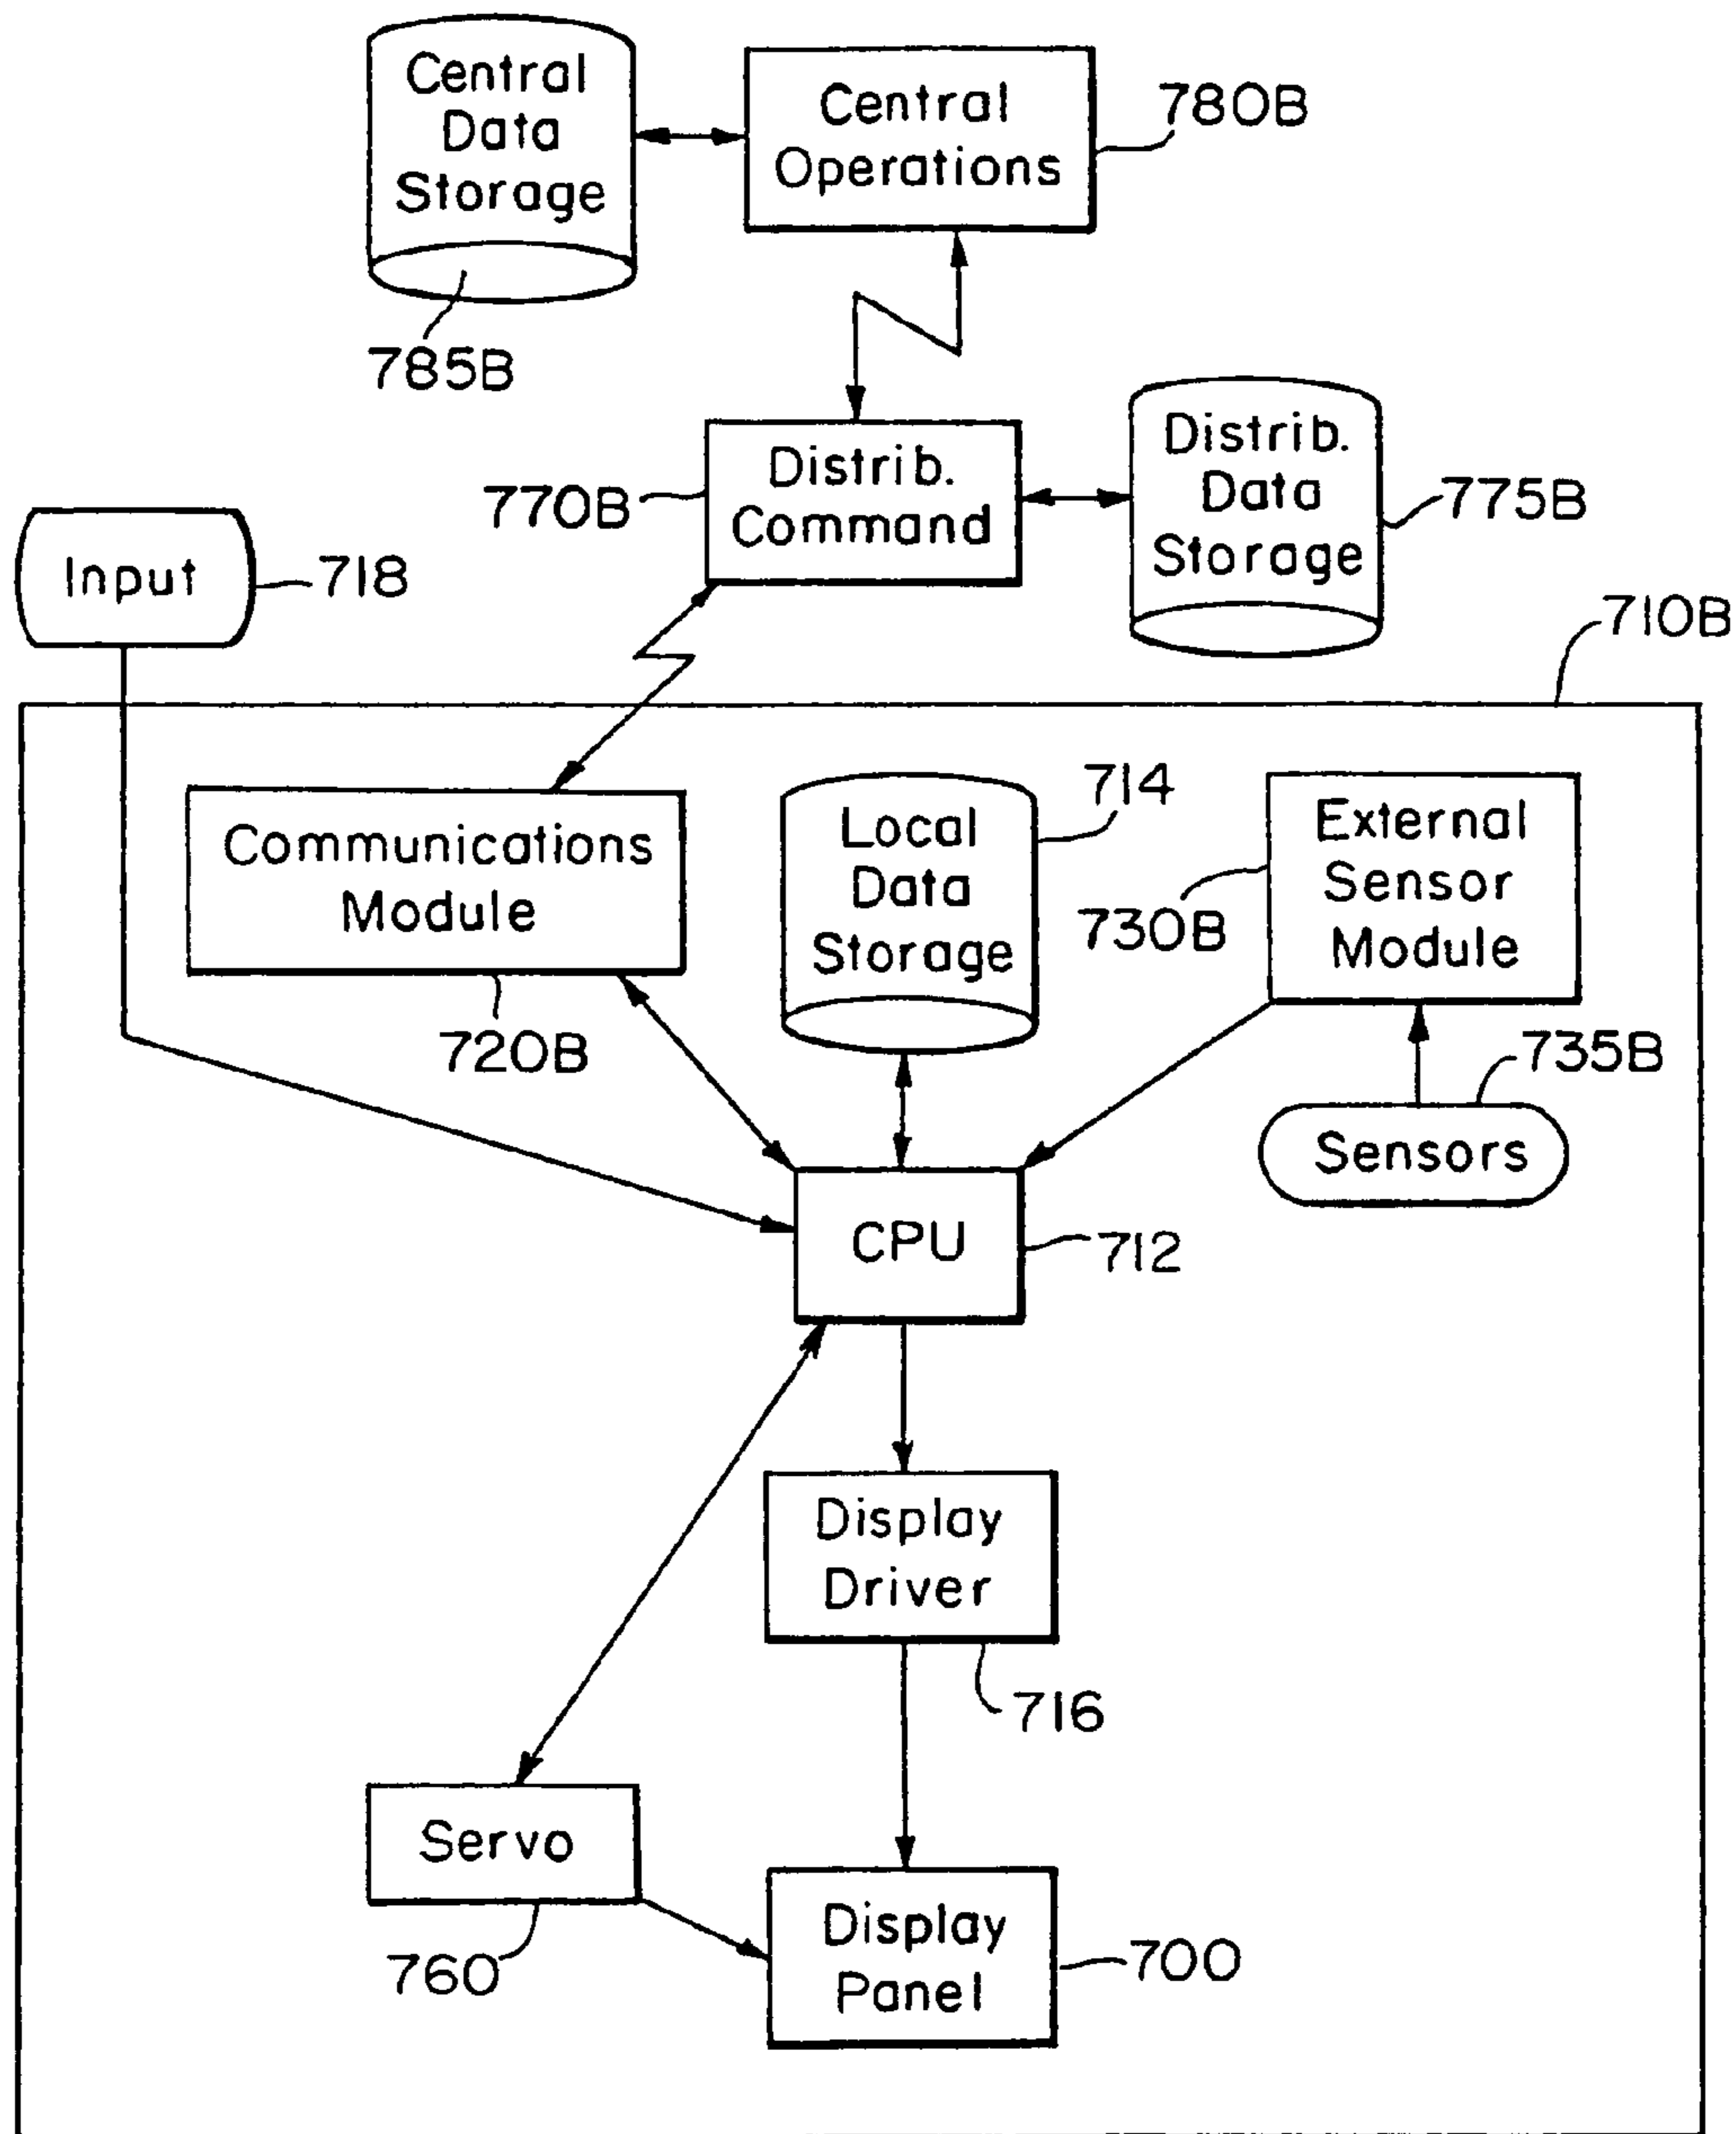 Central
Data
Storage
Central
Operations
780B
785B
Distrib.
Command
770B
Distrib.
Data
Storage
775B
Input
718
710B
Communications
Module
720B
Local
Data
Storage
714
External
Sensor
Module
730B
735B
Sensors
CPU
712
Display
Driver
716
Servo
760
Display
Panel
700